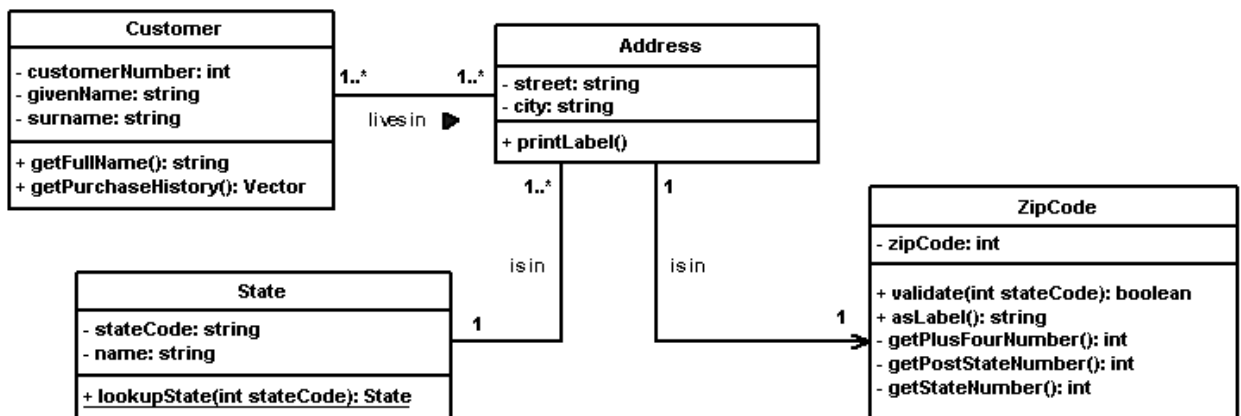 Customer
- customerNumber: int
- givenName: string
- surname: string
+ getFullName(): string
+ getPurchaseHistory(): Vector
1..*
1..*
lives in
Address
- street: string
- city: string
+ printLabel()
1..*
1
is in
is in
State
- stateCode: string
- name: string
+ lookupState(int stateCode): State
1
1
ZipCode
- zipCode: int
+ validate(int stateCode): boolean
+ asLabel(): string
- getPlusFourNumber(): int
- getPostStateNumber(): int
- getStateNumber(): int